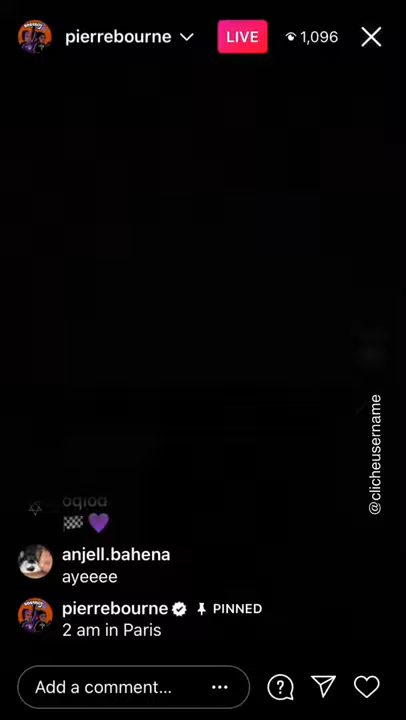 pierrebourne
LIVE
1,096
@clicheusername
anjell.bahena
ayeeee
pierrebourne PINNED
2 am in Paris
Add a comment...